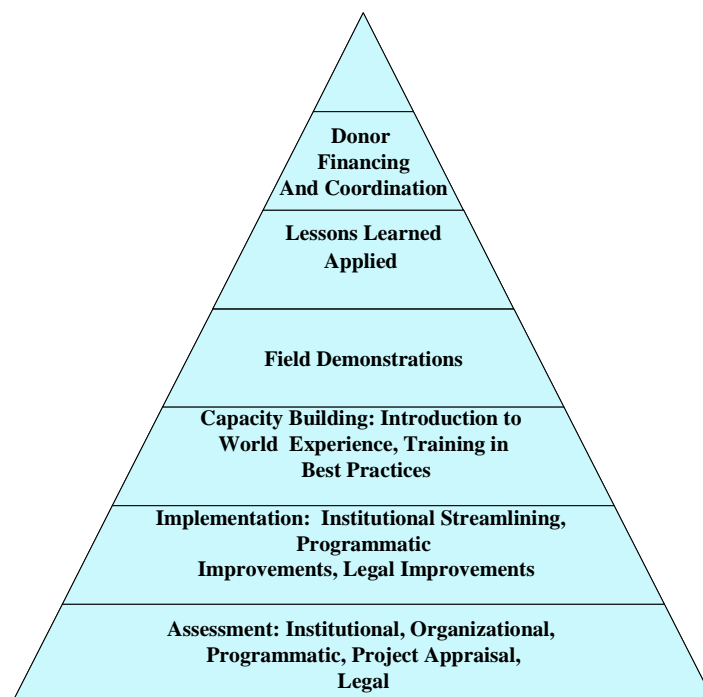 Donor
Financing
And Coordination
Lessons Learned
Applied
Field Demonstrations
Capacity Building: Introduction to
World Experience, Training in
Best Practices
Implementation: Institutional Streamlining,
Programmatic
Improvements, Legal Improvements
Assessment: Institutional, Organizational,
Programmatic, Project Appraisal,
Legal